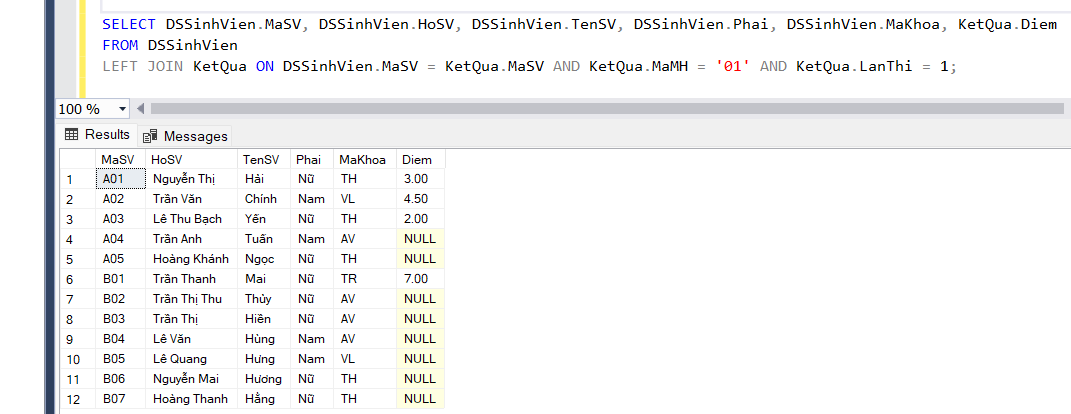 SELECT DSSinhVien.MaSV, DSSinhVien.HoSV, DSSinhVien.TenSV, DSSinhVien.Phai, DSSinhVien.MaKhoa, KetQua.Diem
FROM DSSinhVien
LEFT JOIN KetQua ON DSSinhVien.MaSV = KetQua.MaSV AND KetQua.MaMH = '01' AND KetQua.LanThi = 1;
100 %
Results Messages
MaSV HoSV TenSV Phai MaKhoa Diem
1 A01 Nguyễn Thị Hải Nữ TH 3.00
2 A02 Trần Văn Chính Nam VL 4.50
3 A03 Lê Thu Bạch Yến Nữ TH 2.00
4 A04 Trần Anh Tuấn Nam AV NULL
5 A05 Hoàng Khánh Ngọc Nữ TH NULL
6 B01 Trần Thanh Mai Nữ TR 7.00
7 B02 Trần Thị Thu Thủy Nữ AV NULL
8 B03 Trần Thị Hiền Nữ AV NULL
9 B04 Lê Văn Hùng Nam AV NULL
10 B05 Lê Quang Hưng Nam VL NULL
11 B06 Nguyễn Mai Hương Nữ TH NULL
12 B07 Hoàng Thanh Hằng Nữ TH NULL